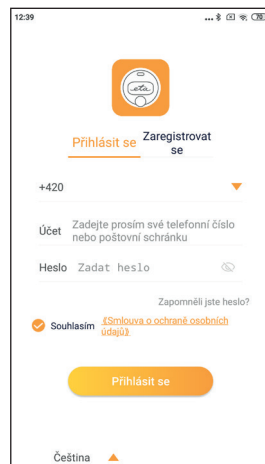 12:39
70
eta
Přihlásit se
Zaregistrovat
se
+420
Účet
Zadejte prosím své telefonní číslo
nebo poštovní schránku
Heslo
Zadat heslo
Zapomněli jste heslo?
Souhlasím
《Smlouva o ochraně osobních
údajů》
Přihlásit se
Čeština